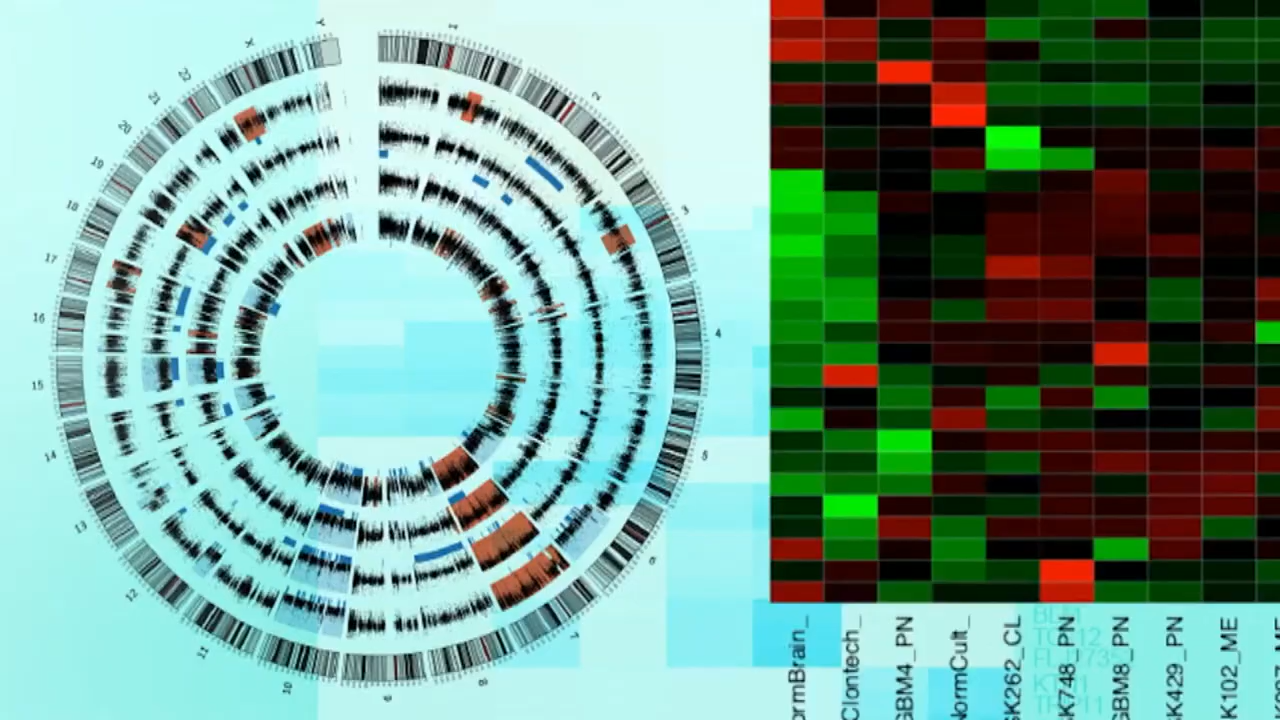 1
2
3
4
5
6
7
8
9
10
11
12
13
14
15
16
17
18
19
20
21
22
X
Y
ormBrain_
Clontech_
GBM4_PN
NormCult_
SK262_CL
SK748_PN
GBM8_PN
SK429_PN
SK102_ME